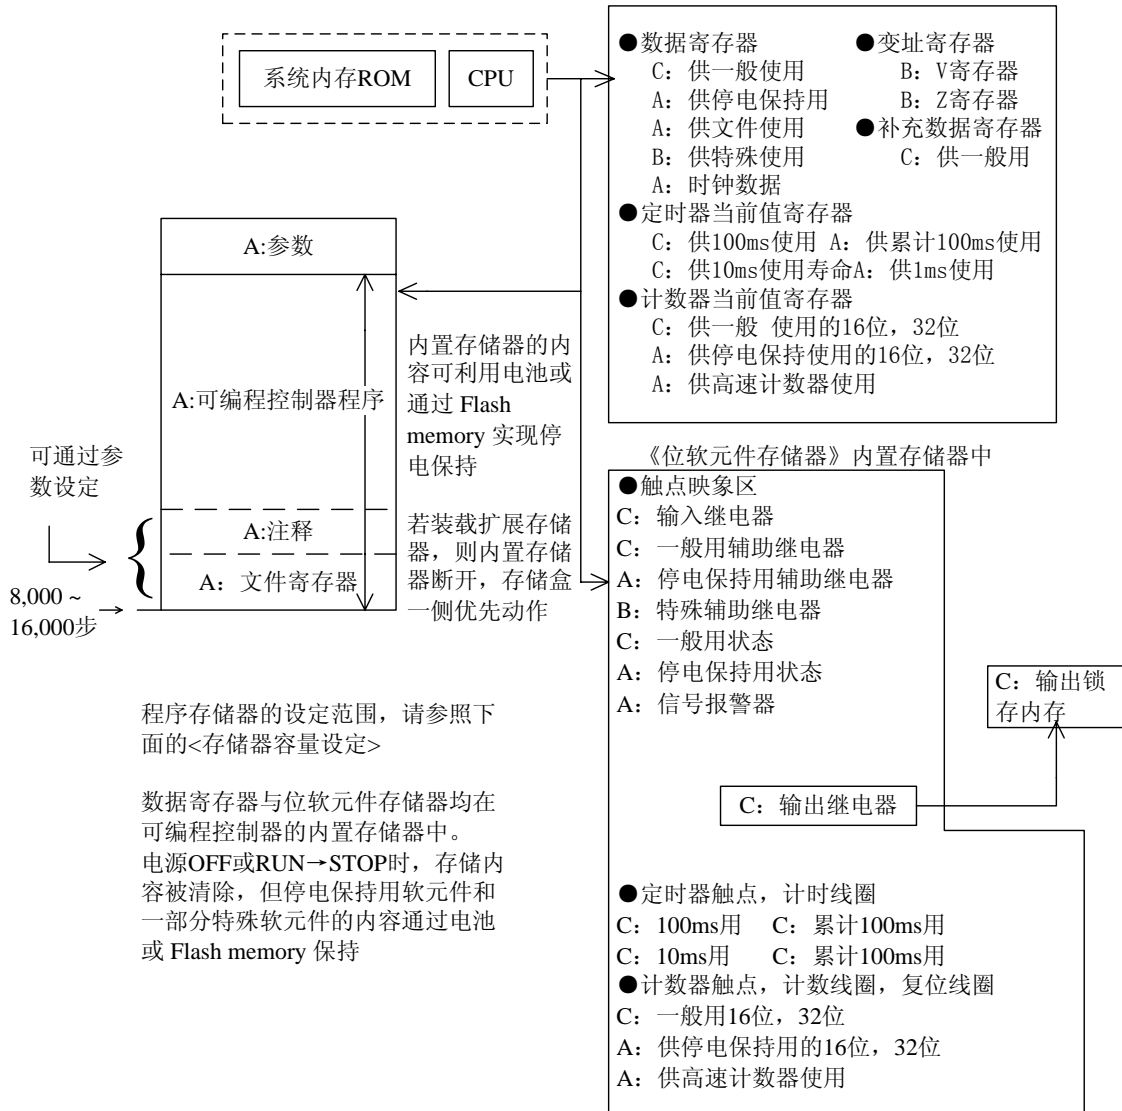 系统内存ROM
CPU
●数据寄存器
C：供一般使用
A：供停电保持用
A：供文件使用
B：供特殊使用
A：时钟数据
●变址寄存器
B：V寄存器
B：Z寄存器
●补充数据寄存器
C：供一般用
●定时器当前值寄存器
C：供100ms使用 A：供累计100ms使用
C：供10ms使用寿命A：供1ms使用
●计数器当前值寄存器
C：供一般 使用的16位，32位
A：供停电保持使用的16位，32位
A：供高速计数器使用
A:参数
A:可编程控制器程序
A:注释
A：文件寄存器
可通过参
数设定
8,000 ~
16,000步
内置存储器的内
容可利用电池或
通过 Flash
memory 实现停
电保持
若装载扩展存储
器，则内置存储
器断开，存储盒
一侧优先动作
《位软元件存储器》内置存储器中
●触点映象区
C：输入继电器
C：一般用辅助继电器
A：停电保持用辅助继电器
B：特殊辅助继电器
C：一般用状态
A：停电保持用状态
A：信号报警器
C：输出锁
存内存
C：输出继电器
●定时器触点，计时线圈
C：100ms用 C：累计100ms用
C：10ms用 C：累计100ms用
●计数器触点，计数线圈，复位线圈
C：一般用16位，32位
A：供停电保持用的16位，32位
A：供高速计数器使用
程序存储器的设定范围，请参照下
面的<存储器容量设定>
数据寄存器与位软元件存储器均在
可编程控制器的内置存储器中。
电源OFF或RUN→STOP时，存储内
容被清除，但停电保持用软元件和
一部分特殊软元件的内容通过电池
或 Flash memory 保持